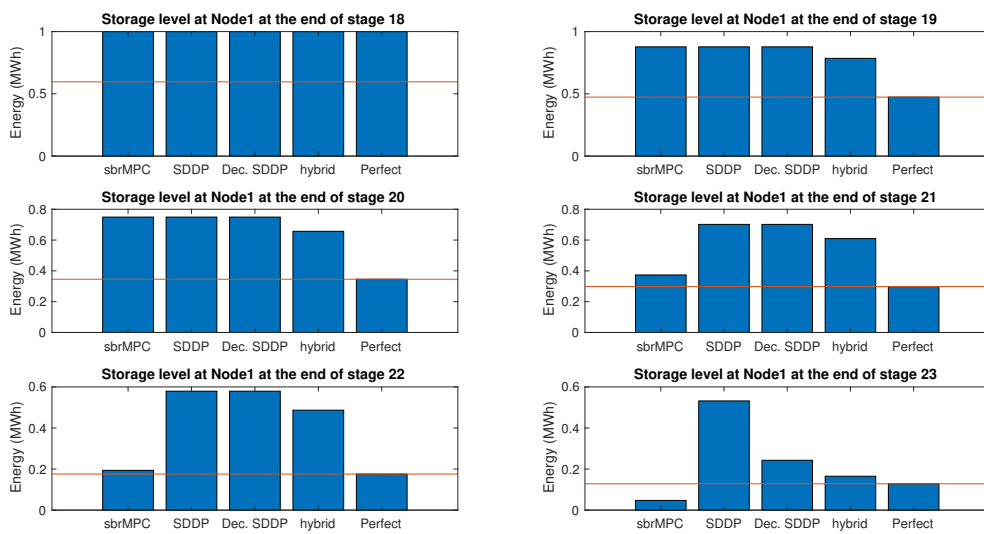 Storage level at Node1 at the end of stage 18
Energy (MWh)
1
0.5
0
sbrMPC SDDP Dec. SDDP hybrid Perfect
Storage level at Node1 at the end of stage 19
Energy (MWh)
1
0.5
0
sbrMPC SDDP Dec. SDDP hybrid Perfect
Storage level at Node1 at the end of stage 20
Energy (MWh)
0.8
0.6
0.4
0.2
0
sbrMPC SDDP Dec. SDDP hybrid Perfect
Storage level at Node1 at the end of stage 21
Energy (MWh)
0.8
0.6
0.4
0.2
0
sbrMPC SDDP Dec. SDDP hybrid Perfect
Storage level at Node1 at the end of stage 22
Energy (MWh)
0.6
0.4
0.2
0
sbrMPC SDDP Dec. SDDP hybrid Perfect
Storage level at Node1 at the end of stage 23
Energy (MWh)
0.6
0.4
0.2
0
sbrMPC SDDP Dec. SDDP hybrid Perfect